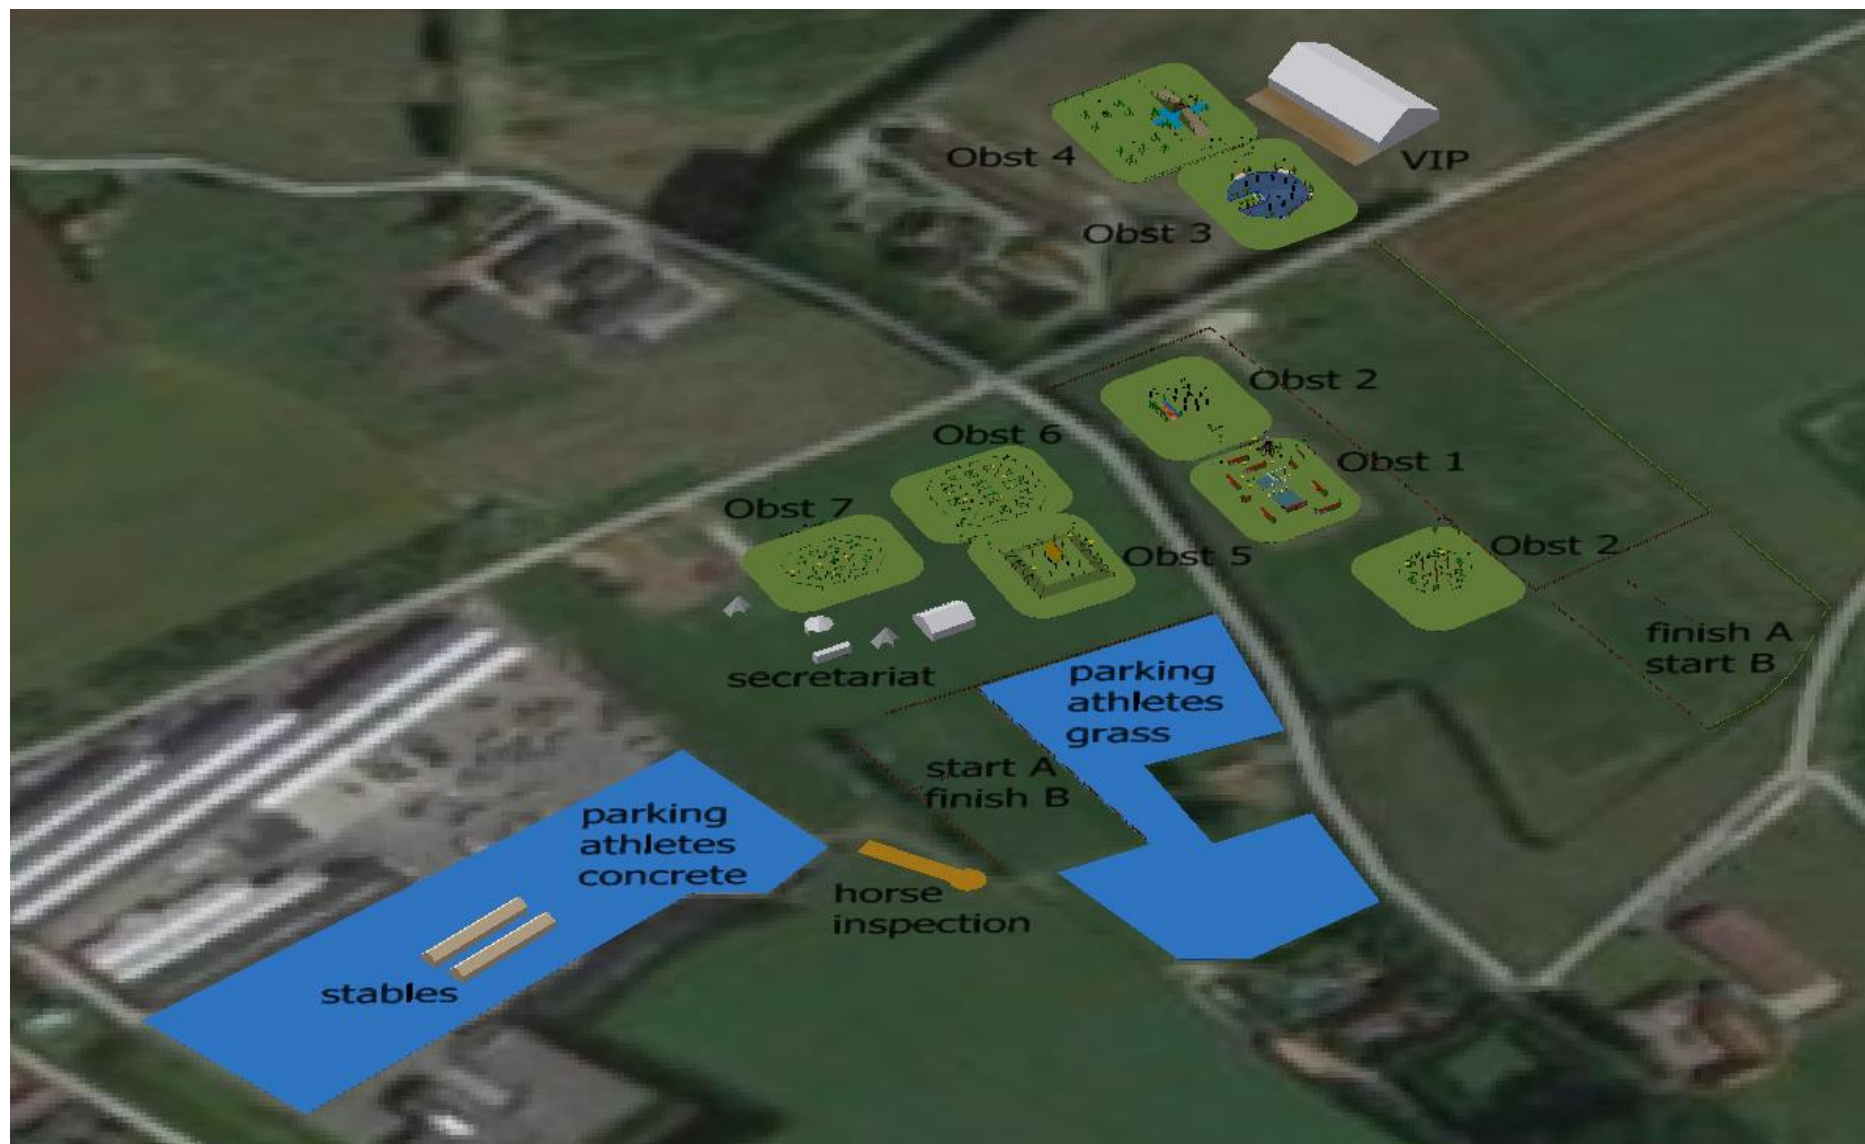 Obst 4
VIP
Obst 3
Obst 2
Obst 6
Obst 1
Obst 7
Obst 5
Obst 2
finish A
start B
secretariat
parking
athletes
grass
start A
finish B
parking
athletes
concrete
horse
inspection
stables